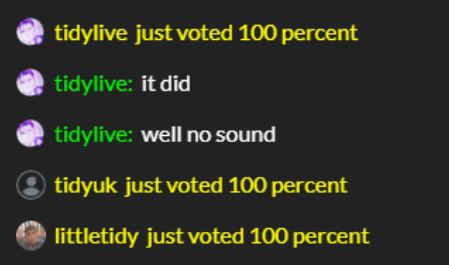 tidylive just voted 100 percent
tidylive: it did
tidylive: well no sound
tidyuk just voted 100 percent
littletidy just voted 100 percent